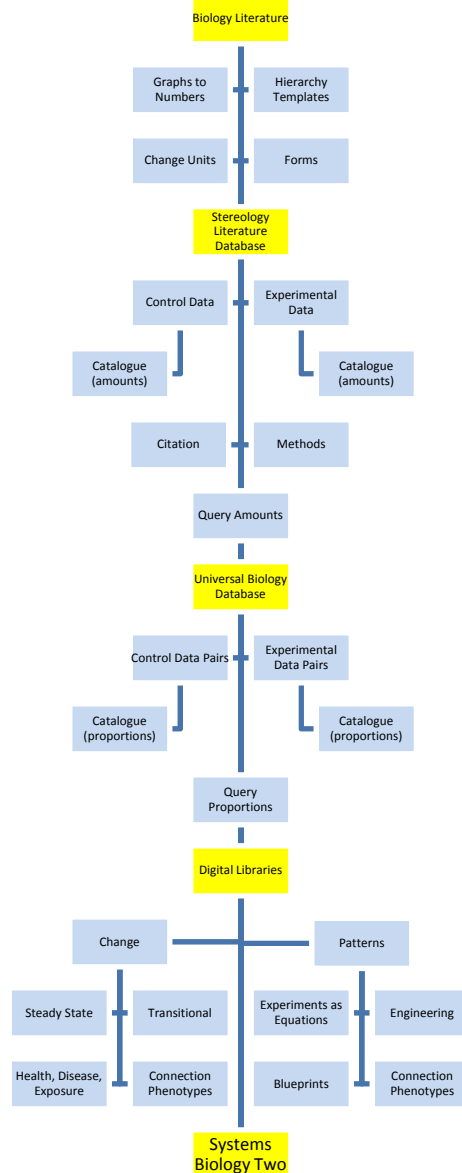 Biology Literature
Graphs to
Numbers
Hierarchy
Templates
Change Units
Forms
Stereology
Literature
Database
Control Data
Experimental
Data
Catalogue
(amounts)
Catalogue
(amounts)
Citation
Methods
Query Amounts
Universal Biology
Database
Control Data Pairs
Experimental
Data Pairs
Catalogue
(proportions)
Catalogue
(proportions)
Query
Proportions
Digital Libraries
Change
Patterns
Steady State
Transitional
Experiments as
Equations
Engineering
Health, Disease,
Exposure
Connection
Phenotypes
Blueprints
Connection
Phenotypes
Systems
Biology Two